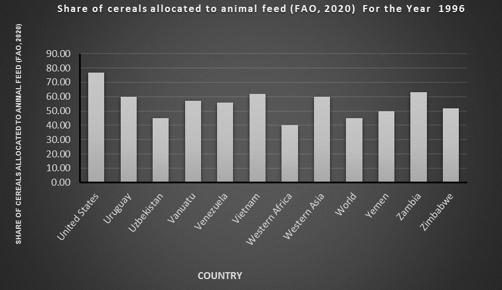 Share of cereals allocated to animal feed (FAO, 2020) For the Year 1996
SHARE OF CEREALS ALLOCATED TO ANIMAL FEED (FAO,2020)
90.00
80.00
70.00
60.00
50.00
40.00
30.00
20.00
10.00
0.00
United States
Uruguay
Uzbekistan
Vanuatu
Venezuela
Vietnam
Western Africa
Western Asia
World
Yemen
Zambia
Zimbabwe
COUNTRY